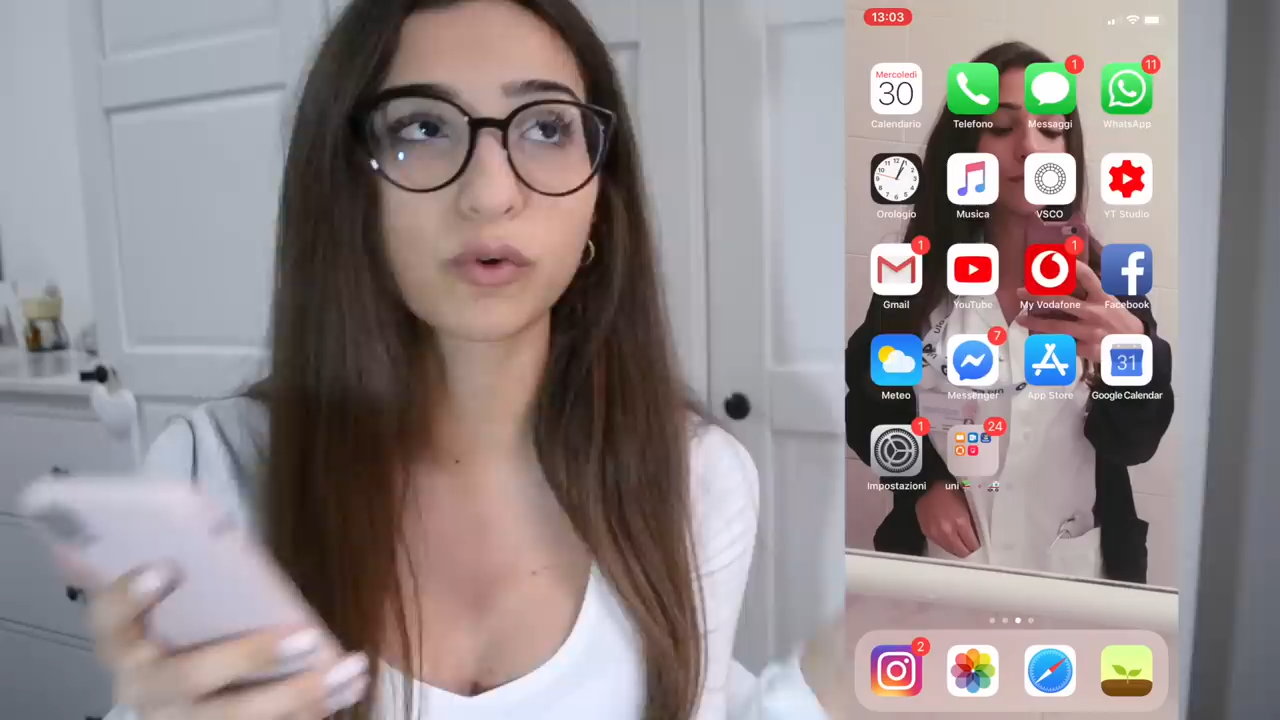 13:03
Mercoledì
30
1
11
Calendario
Telefono
Messaggi
WhatsApp
Orologio
Musica
VSCO
YT Studio
1
1
Gmail
YouTube
My Vodafone
Facebook
7
31
Meteo
Messenger
App Store
Google Calendar
1
24
Impostazioni
uni
2